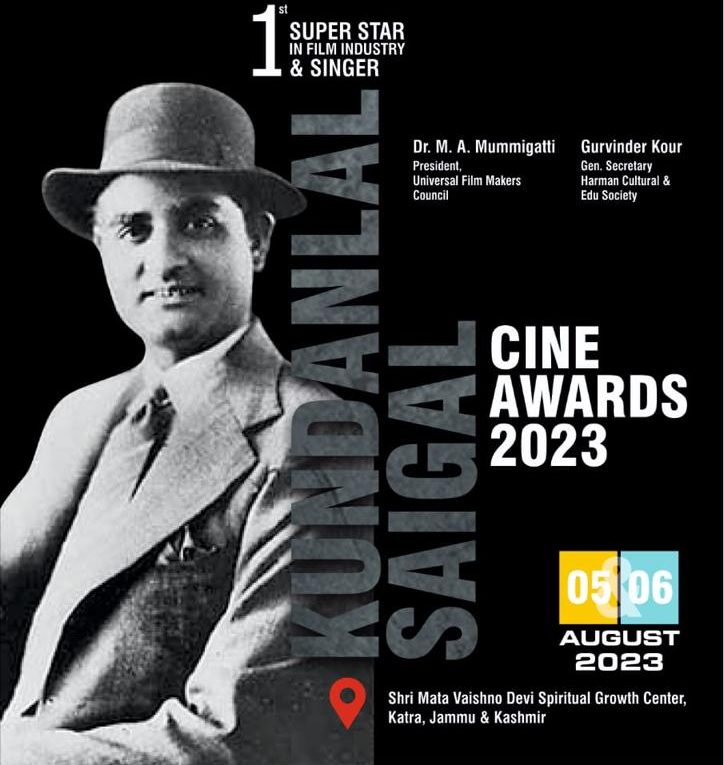 1st
SUPER STAR
IN FILM INDUSTRY
& SINGER
KUNDANLAL
SAIGAL
Dr. M. A. Mummigatti
President,
Universal Film Makers
Council
Gurvinder Kour
Gen. Secretary
Harman Cultural &
Edu Society
CINE
AWARDS
2023
05 & 06
AUGUST
2023
Shri Mata Vaishno Devi Spiritual Growth Center,
Katra, Jammu & Kashmir